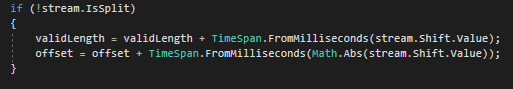 if (!stream.IsSplit)
{
validLength = validLength + TimeSpan.FromMilliseconds(stream.Shift.Value);
offset = offset + TimeSpan.FromMilliseconds(Math.Abs(stream.Shift.Value));
}